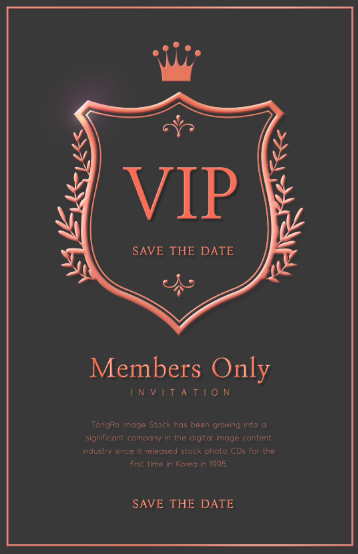 VIP
SAVE THE DATE
Members Only
INVITATION
TongRo Image Stock has been growing into a
significant company in the digital image content
industry since it released stock photo CDs for the
first time in Korea in 1995.
SAVE THE DATE